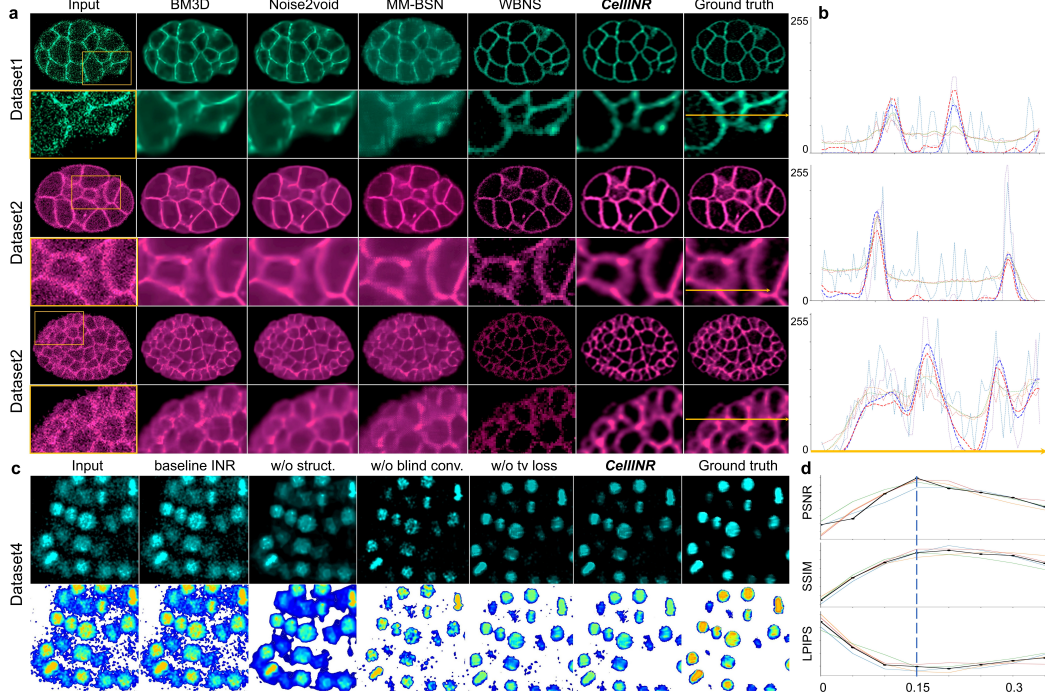 a Input BM3D Noise2void MM-BSN WBNS CellINR Ground truth
Dataset1
Dataset2
Dataset2
b
255
0
255
0
255
0
c Input baseline INR w/o struct. w/o blind conv. w/o tv loss CellINR Ground truth
Dataset4
d
PSNR
SSIM
LPIPS
0 0.15 0.3